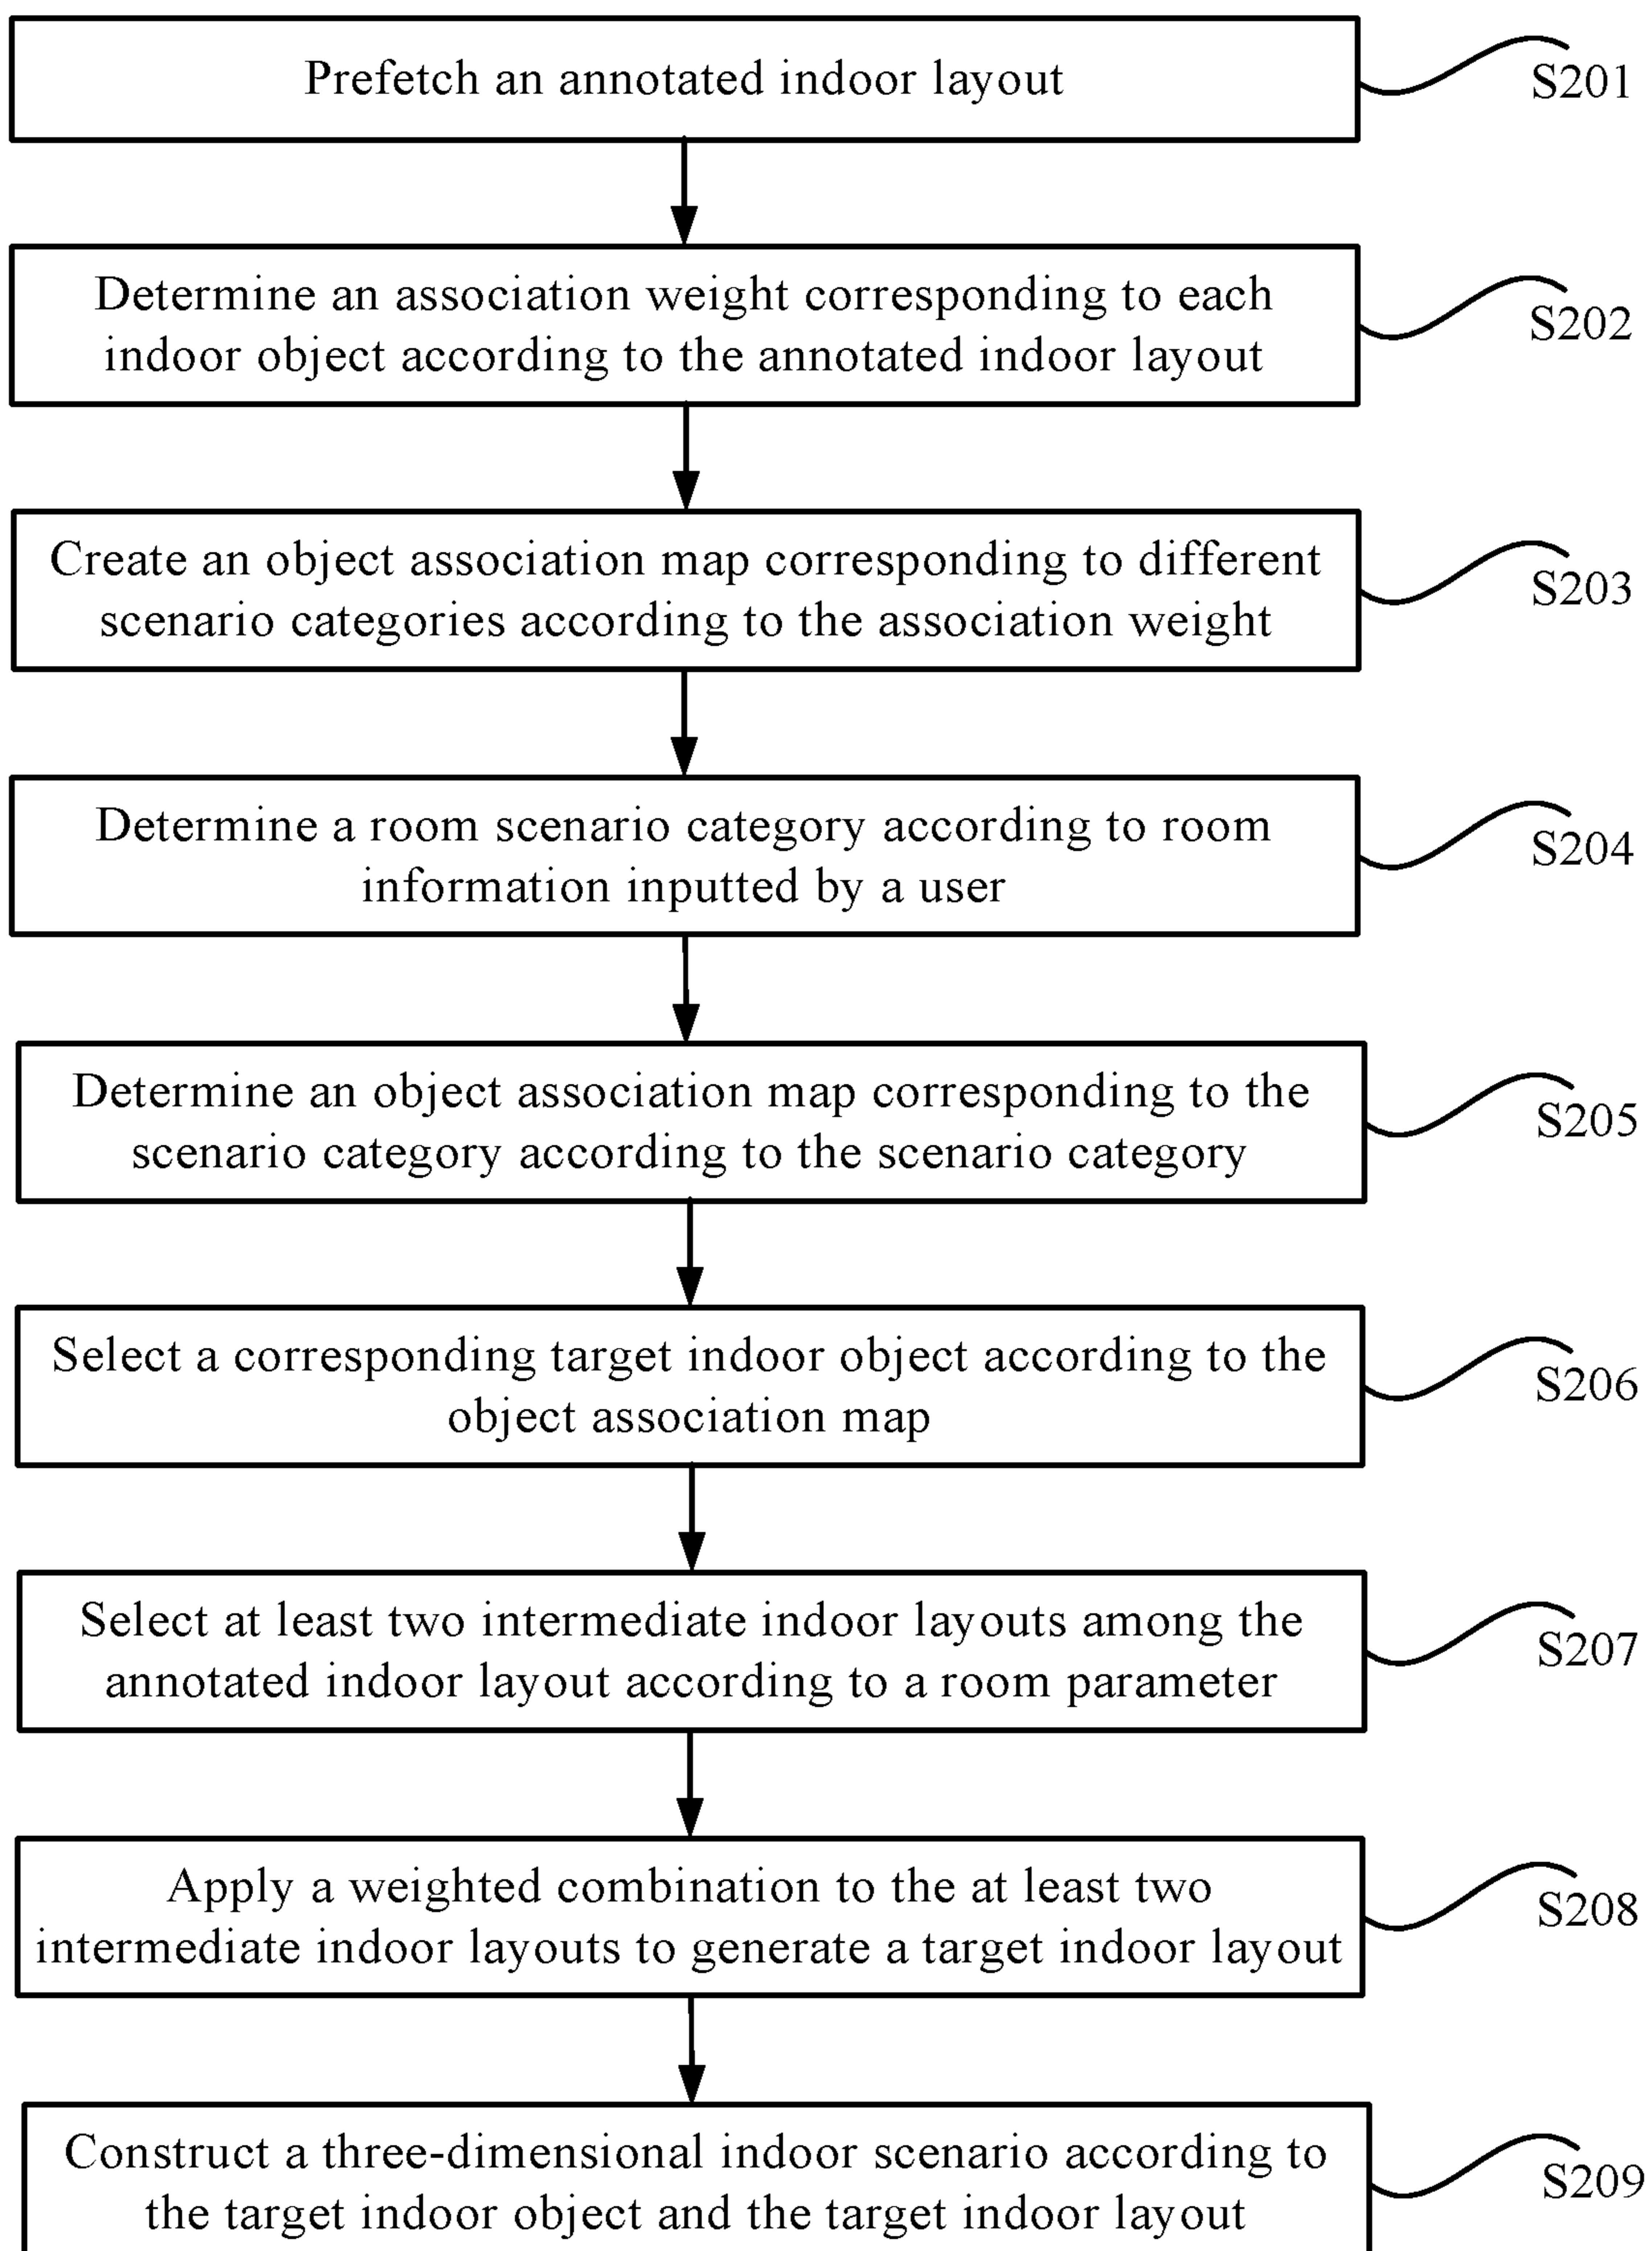 Prefetch an annotated indoor layout
S201
Determine an association weight corresponding to each
indoor object according to the annotated indoor layout
S202
Create an object association map corresponding to different
scenario categories according to the association weight
S203
Determine a room scenario category according to room
information inputted by a user
S204
Determine an object association map corresponding to the
scenario category according to the scenario category
S205
Select a corresponding target indoor object according to the
object association map
S206
Select at least two intermediate indoor layouts among the
annotated indoor layout according to a room parameter
S207
Apply a weighted combination to the at least two
intermediate indoor layouts to generate a target indoor layout
S208
Construct a three-dimensional indoor scenario according to
the target indoor object and the target indoor layout
S209